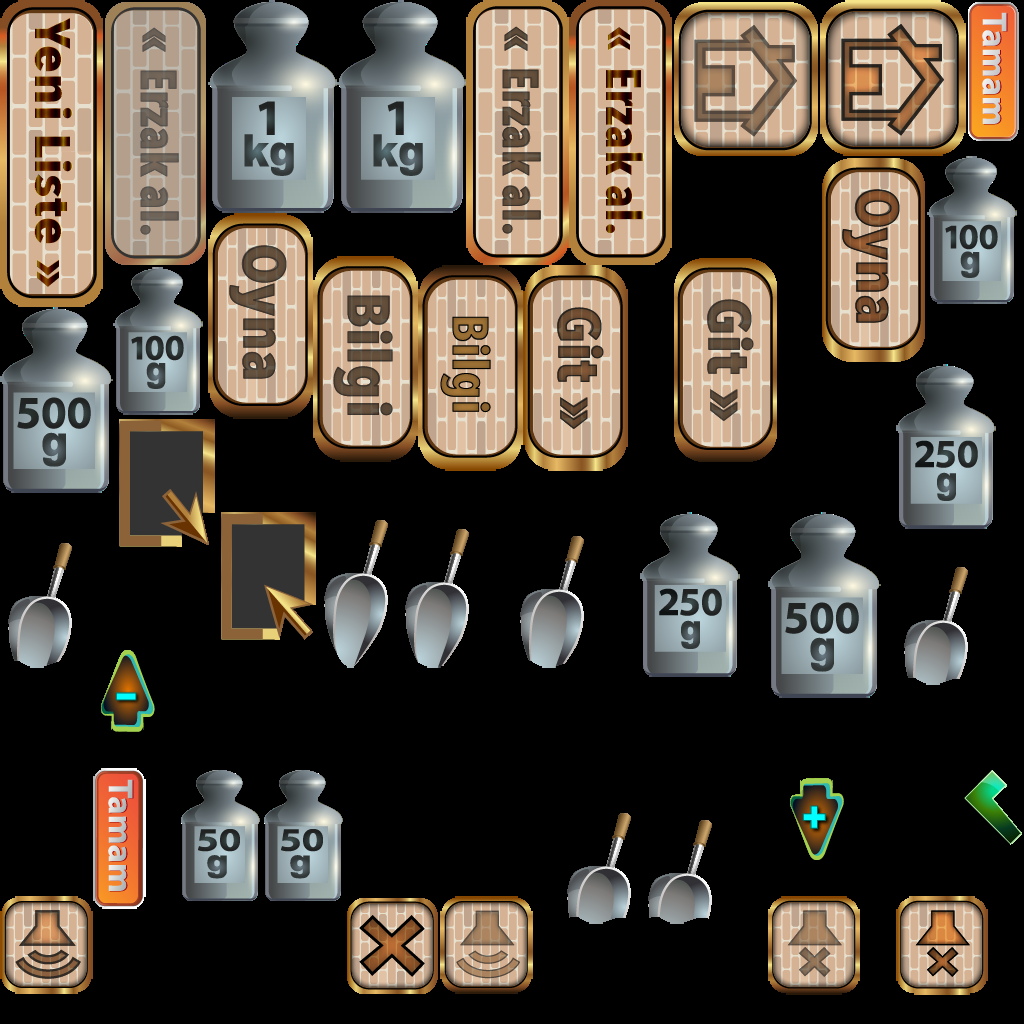 Yeni Liste »
« Erzak al.
1
kg
1
kg
« Erzak al.
« Erzak al.
Tamam
Oyna
100
g
Oyna
100
g
Bilgi
Bilgi
Git »
Git »
500
g
250
g
250
g
500
g
-
Tamam
50
g
50
g
+